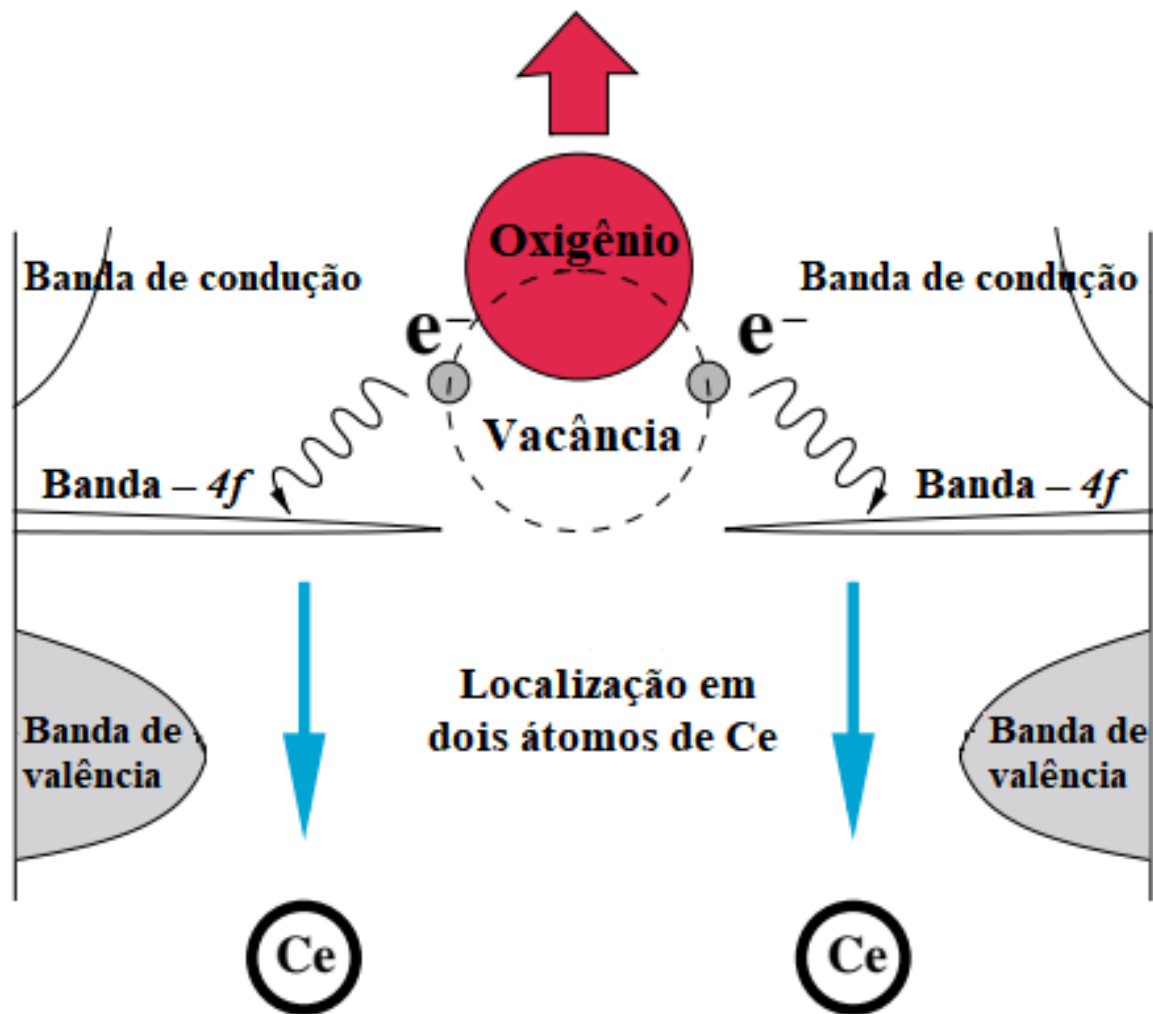 Oxigênio
Banda de condução
Banda de condução
e⁻
e⁻
Vacância
Banda – 4f
Banda – 4f
Localização em
dois átomos de Ce
Banda de
valência
Banda de
valência
Ce
Ce